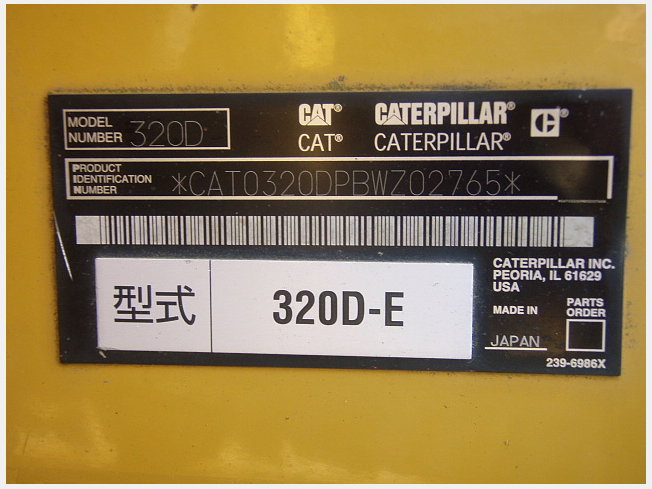 MODEL NUMBER 320D
CAT® CATERPILLAR® C®
CAT® CATERPILLAR®
PRODUCT IDENTIFICATION NUMBER *CAT0320DPBWZ02765*
型式 320D-E
CATERPILLAR INC.
PEORIA, IL 61629
USA
MADE IN JAPAN
PARTS ORDER
239-6986X